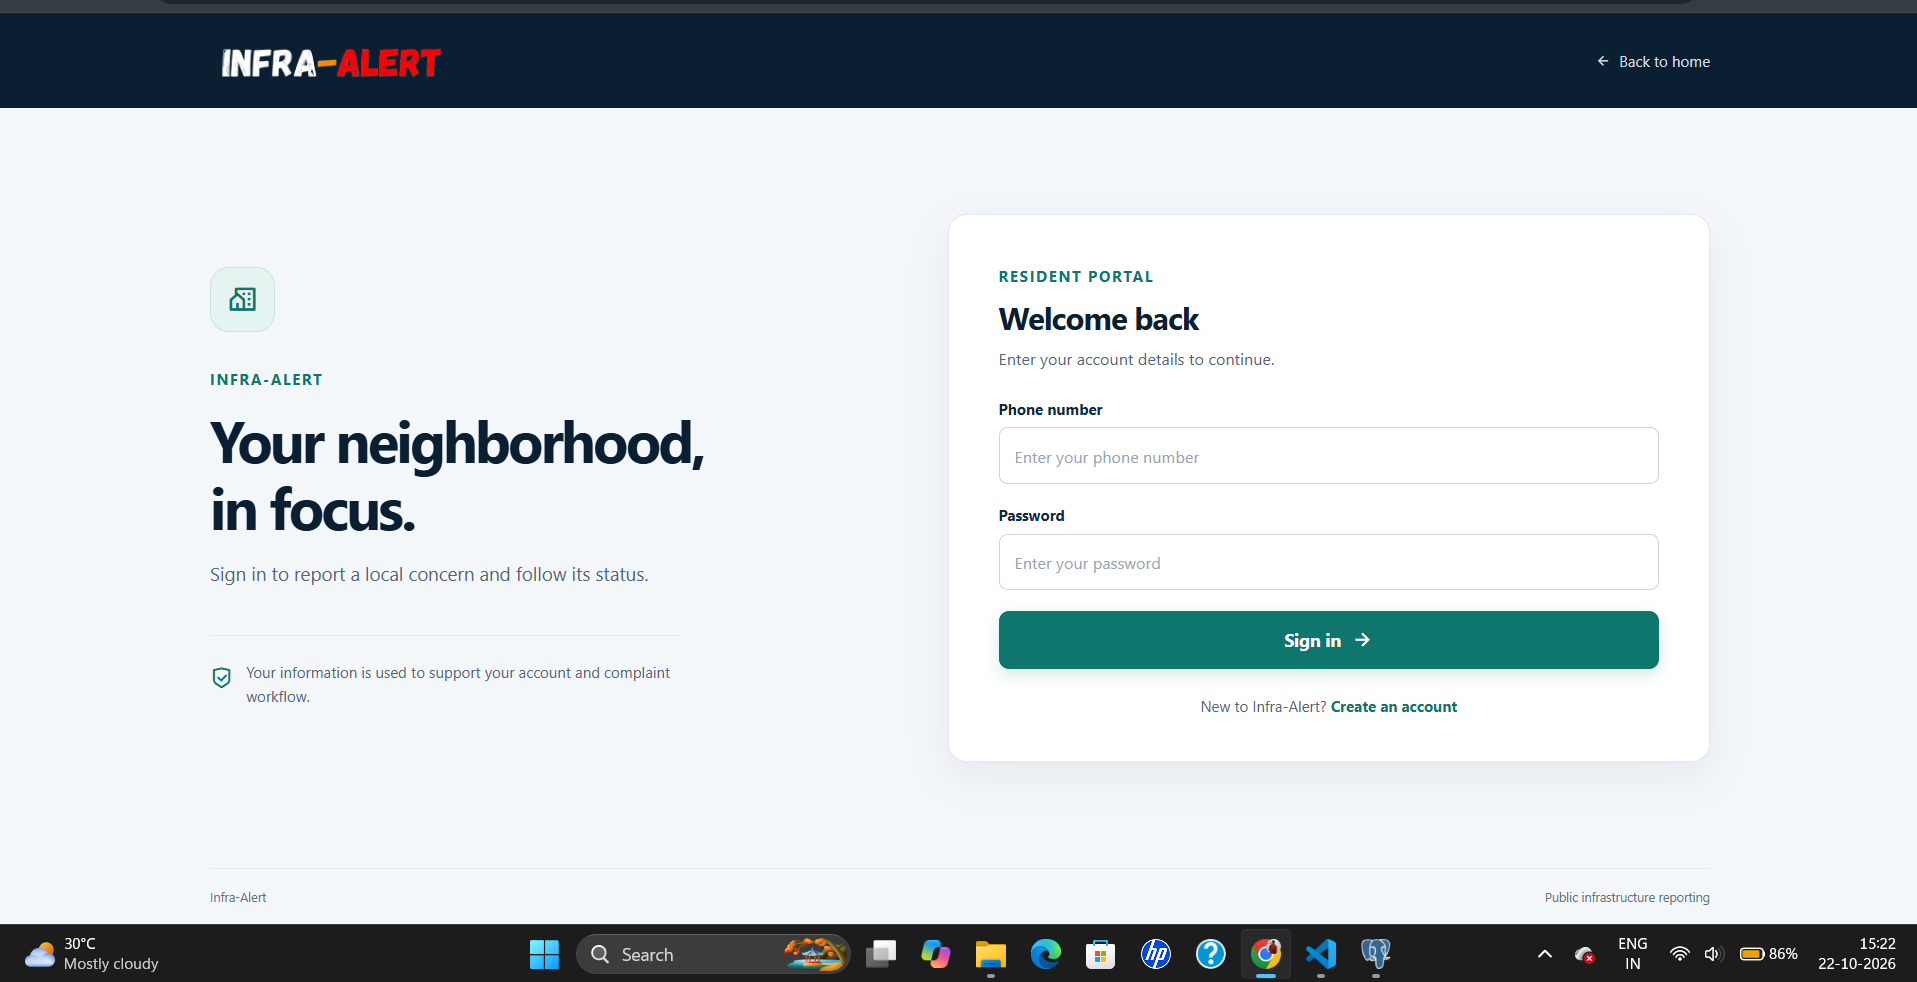 INFRA-ALERT
← Back to home
INFRA-ALERT
Your neighborhood,
in focus.
Sign in to report a local concern and follow its status.
Your information is used to support your account and complaint
workflow.
RESIDENT PORTAL
Welcome back
Enter your account details to continue.
Phone number
Enter your phone number
Password
Enter your password
Sign in →
New to Infra-Alert? Create an account
Infra-Alert
Public infrastructure reporting
30°C
Mostly cloudy
Search
hp
?
ENG
IN
86%
15:22
22-10-2026